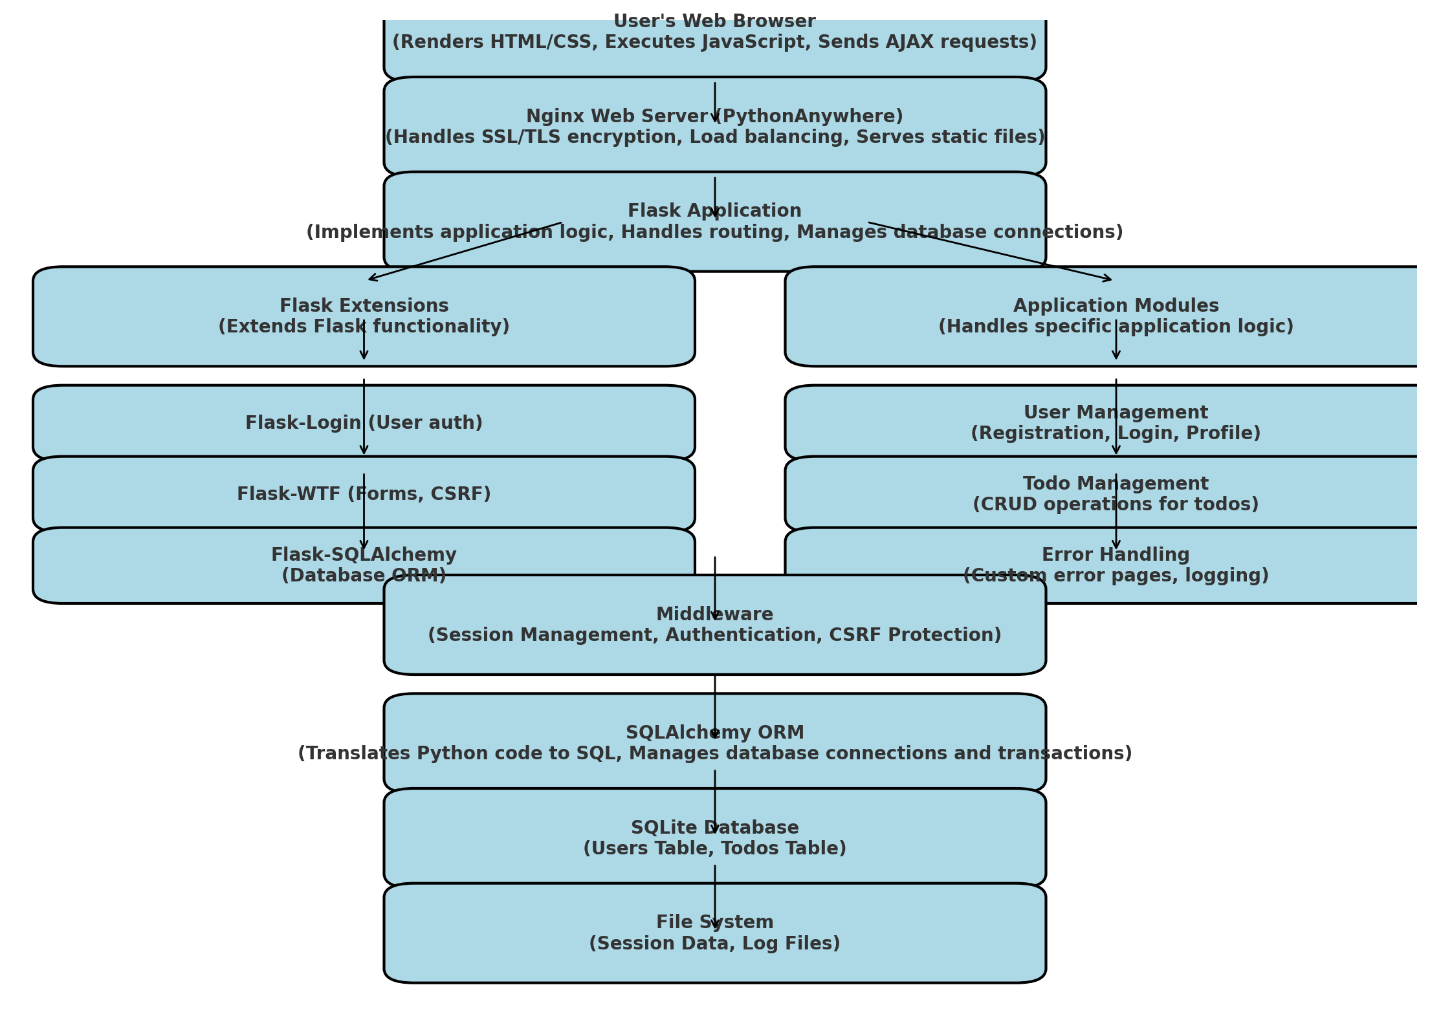 User's Web Browser
(Renders HTML/CSS, Executes JavaScript, Sends AJAX requests)
Nginx Web Server (PythonAnywhere)
(Handles SSL/TLS encryption, Load balancing, Serves static files)
Flask Application
(Implements application logic, Handles routing, Manages database connections)
Flask Extensions
(Extends Flask functionality)
Application Modules
(Handles specific application logic)
Flask-Login (User auth)
User Management
(Registration, Login, Profile)
Flask-WTF (Forms, CSRF)
Todo Management
(CRUD operations for todos)
Flask-SQLAlchemy
(Database ORM)
Error Handling
(Custom error pages, logging)
Middleware
(Session Management, Authentication, CSRF Protection)
SQLAlchemy ORM
(Translates Python code to SQL, Manages database connections and transactions)
SQLite Database
(Users Table, Todos Table)
File System
(Session Data, Log Files)